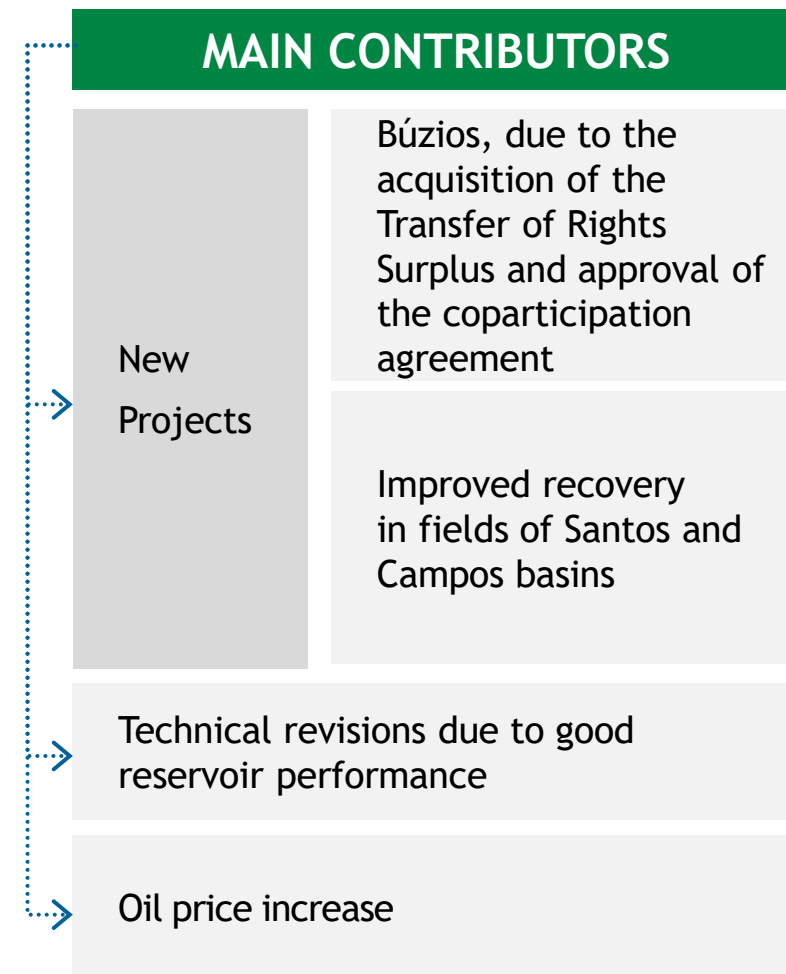 MAIN CONTRIBUTORS
New
Projects
Búzios, due to the
acquisition of the
Transfer of Rights
Surplus and approval of
the coparticipation
agreement
Improved recovery
in fields of Santos and
Campos basins
Technical revisions due to good
reservoir performance
Oil price increase